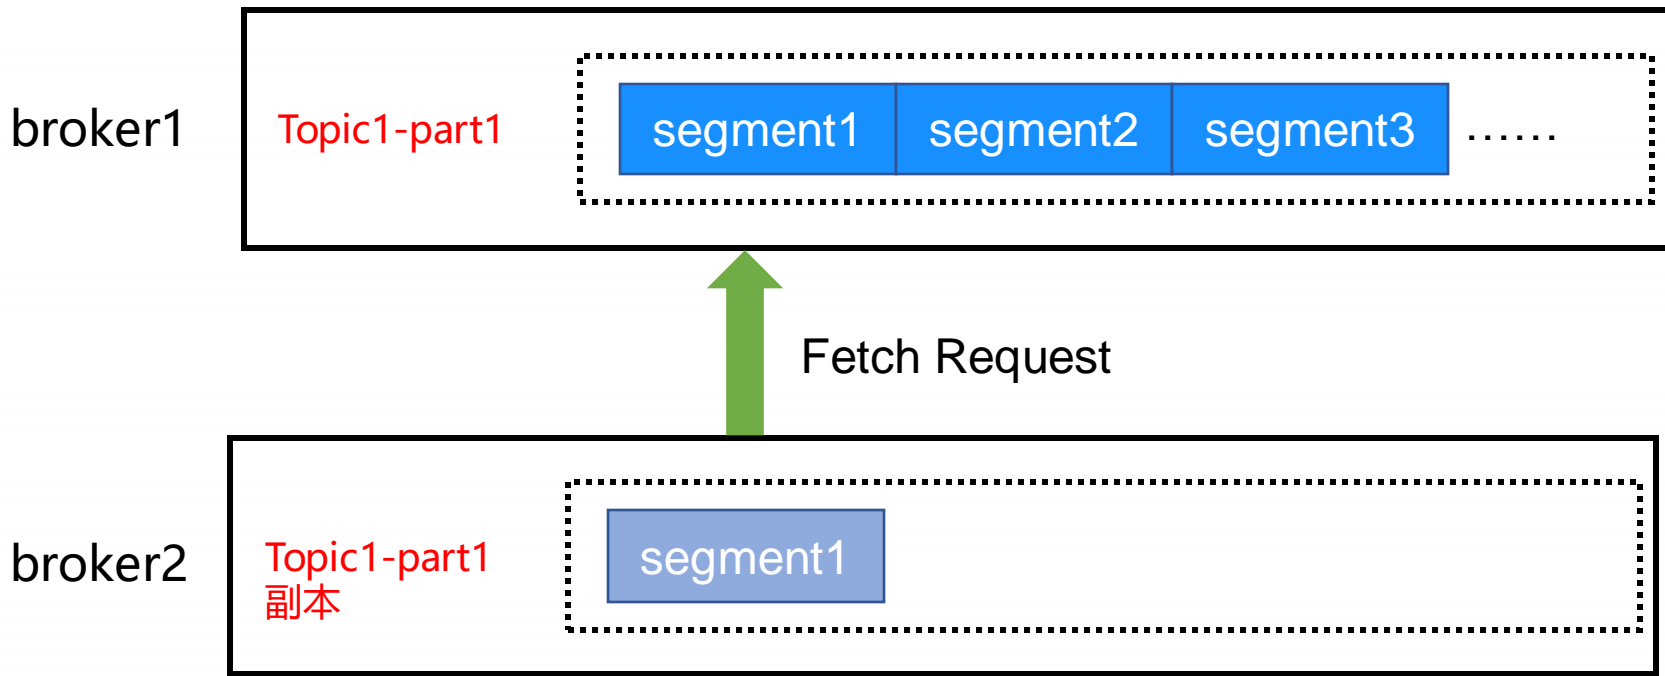 broker1
Topic1-part1
segment1
segment2
segment3
······
Fetch Request
broker2
Topic1-part1
副本
segment1